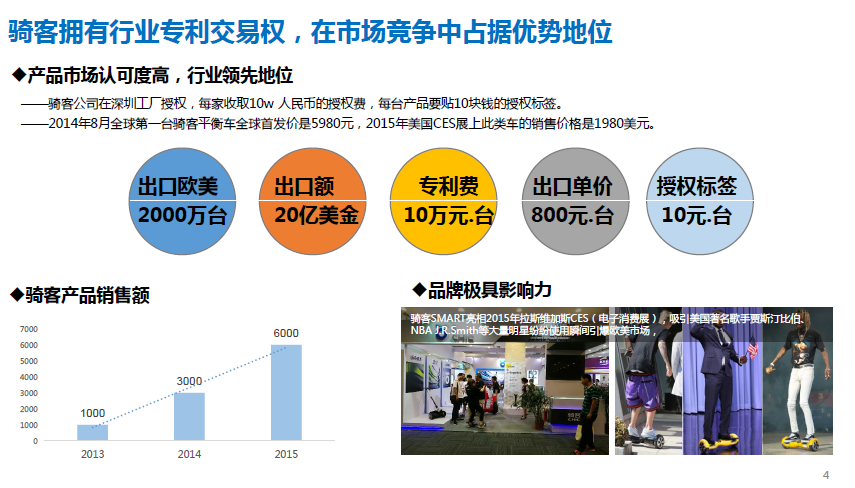 骑客拥有行业专利交易权，在市场竞争中占据优势地位
◆产品市场认可度高，行业领先地位
——骑客公司在深圳工厂授权，每家收取10w 人民币的授权费，每台产品要贴10块钱的授权标签。
——2014年8月全球第一台骑客平衡车全球首发价是5980元，2015年美国CES展上此类车的销售价格是1980美元。
出口欧美
2000万台
出口额
20亿美金
专利费
10万元.台
出口单价
800元.台
授权标签
10元.台
◆骑客产品销售额
7000
6000
5000
4000
3000
2000
1000
0
1000
3000
6000
2013
2014
2015
◆品牌极具影响力
骑客SMART亮相2015年拉斯维加斯CES（电子消费展），吸引美国著名歌手贾斯汀比伯、
NBA J.R.Smith等大量明星纷纷使用瞬间引爆欧美市场，
4